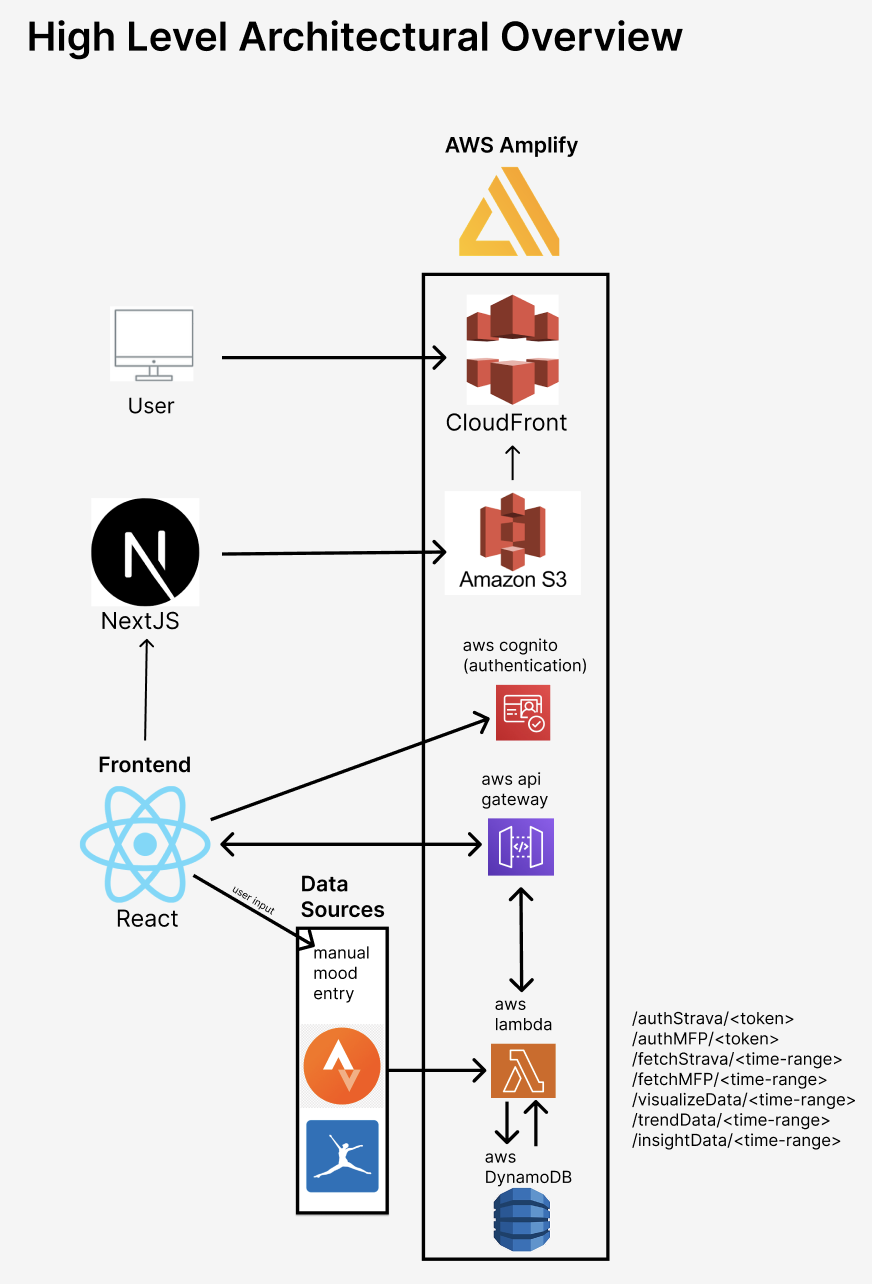 High Level Architectural Overview
AWS Amplify
User
CloudFront
NextJS
Amazon S3
aws cognito
(authentication)
Frontend
React
aws api
gateway
user input
Data
Sources
manual
mood
entry
aws
lambda
/authStrava/<token>
/authMFP/<token>
/fetchStrava/<time-range>
/fetchMFP/<time-range>
/visualizeData/<time-range>
/trendData/<time-range>
/insightData/<time-range>
aws
DynamoDB